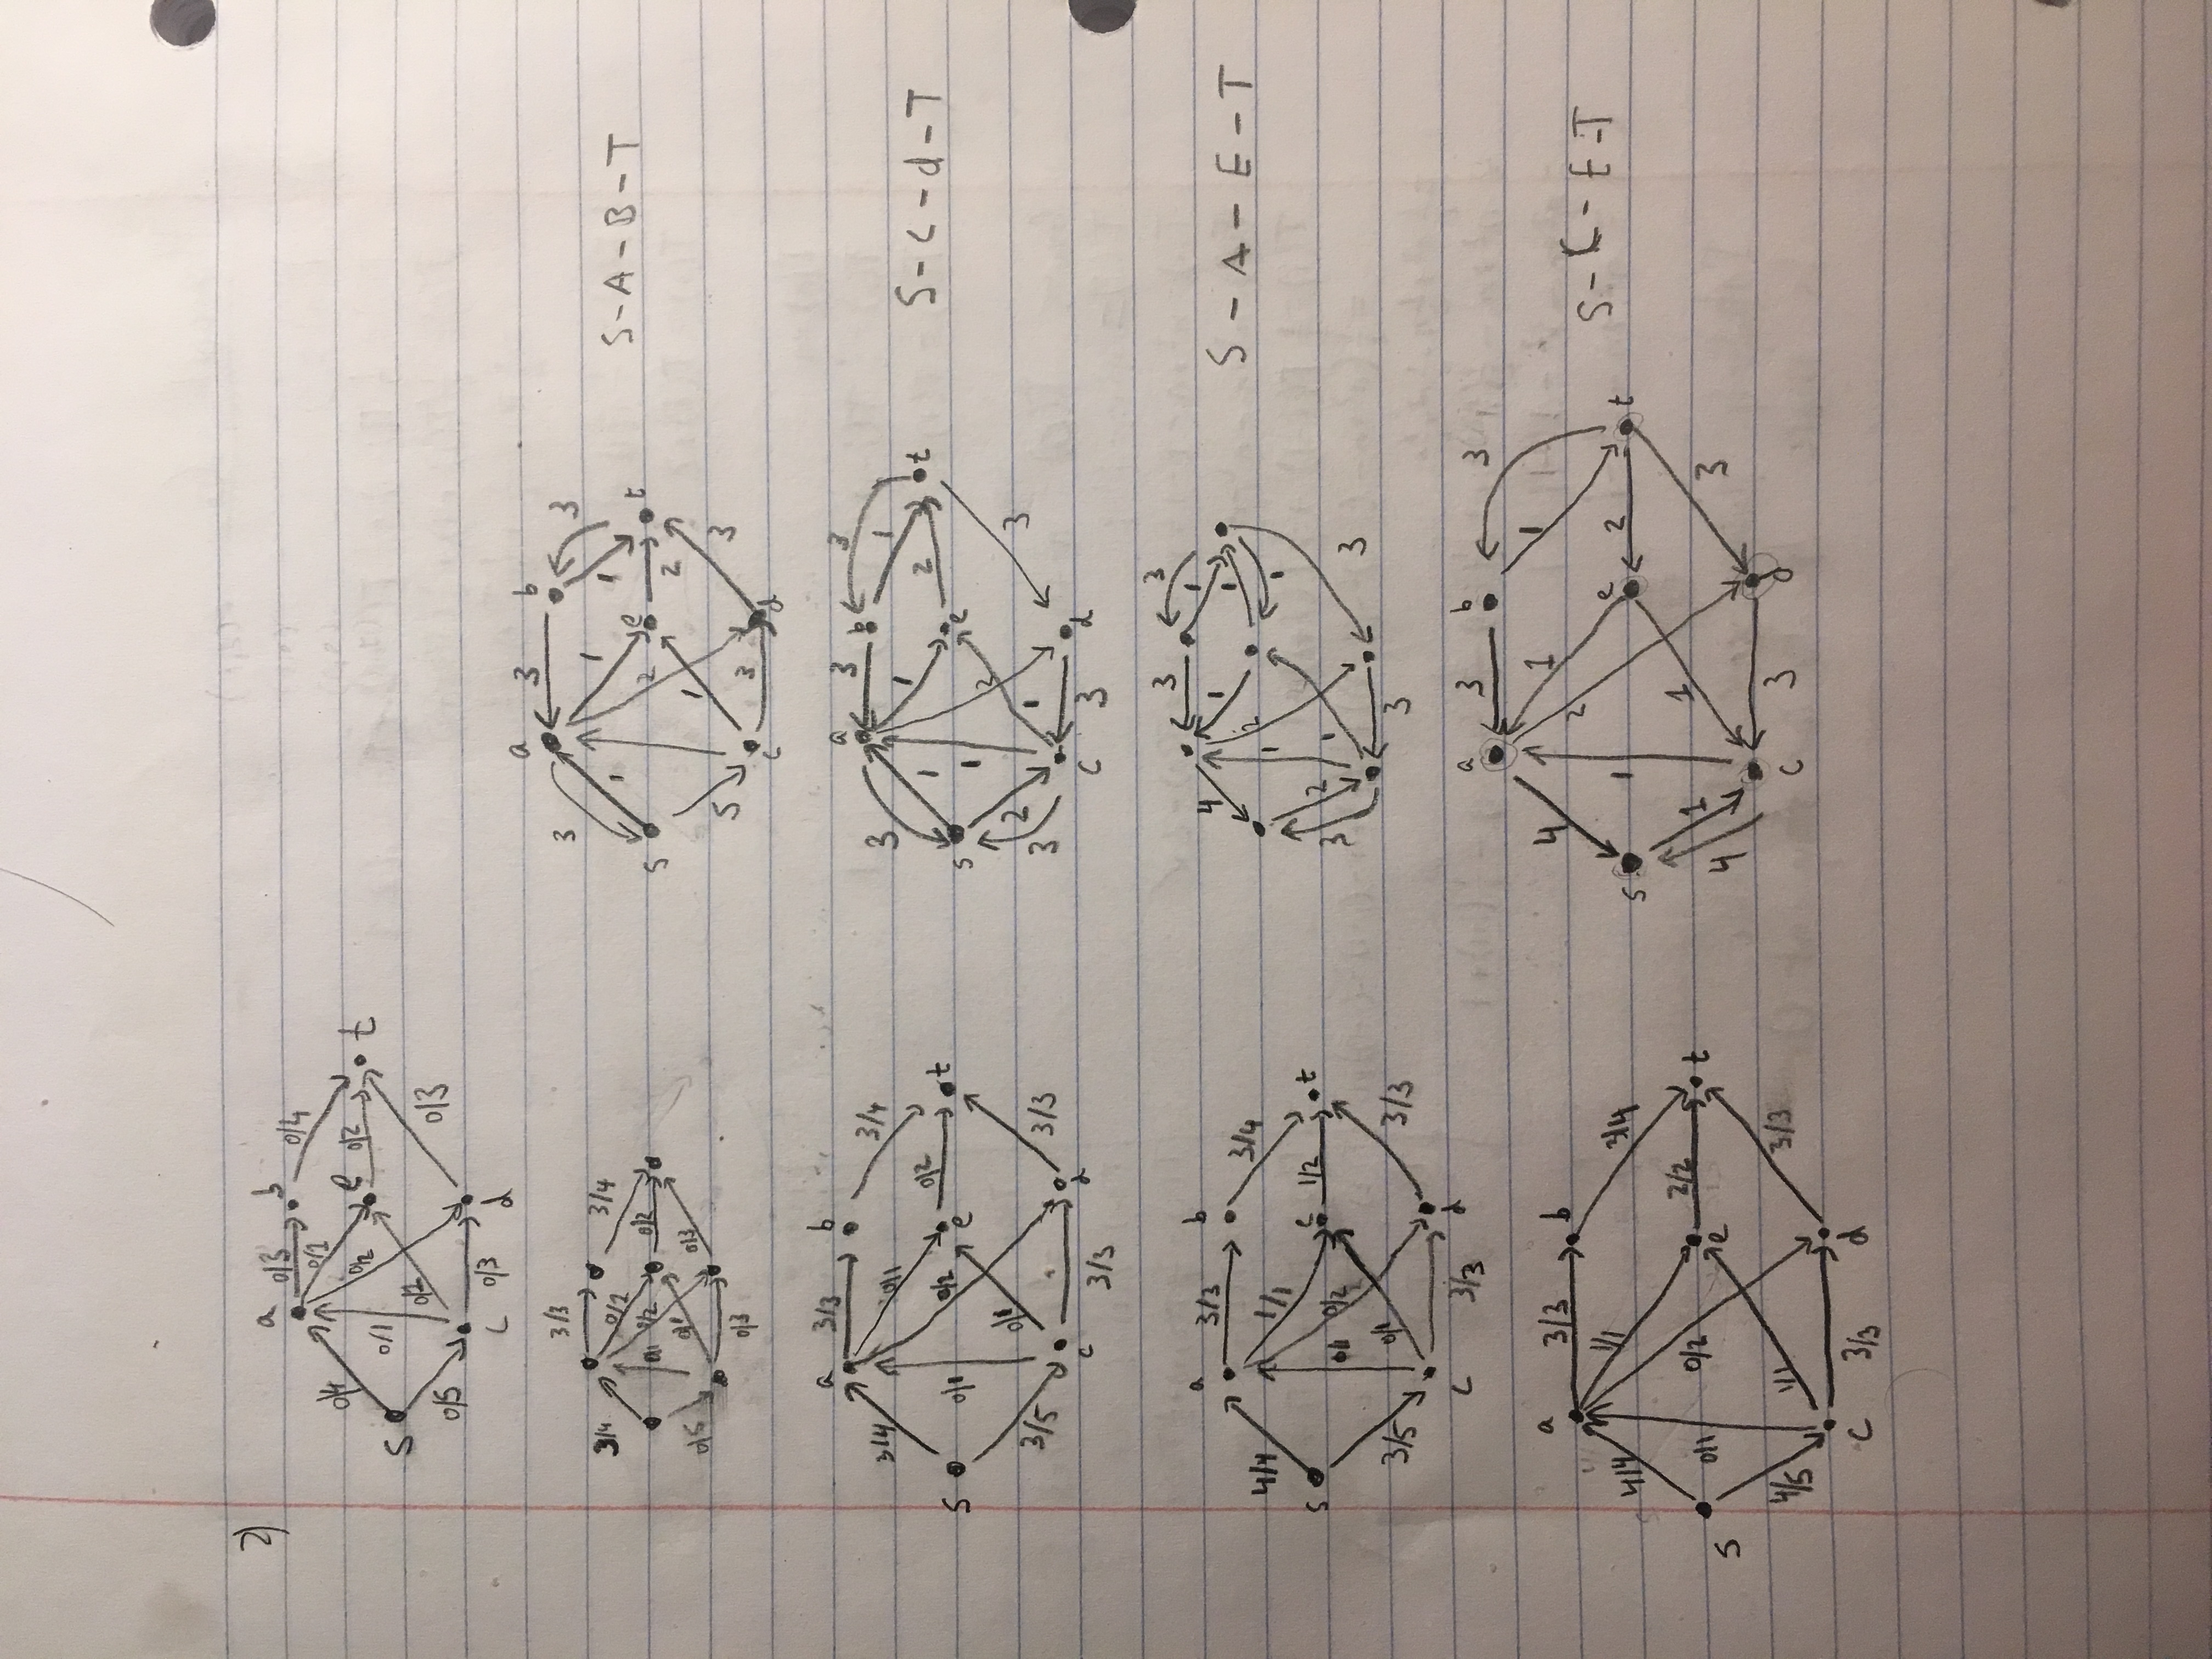 2)
a 0/3 b 0/4
0/4 0/1 e 0/2 t
S 0/1 0/2
0/5 0/2 0/3
c 0/3 d
3/3
3/4 0/2 3/4
0/1 0/2 0/2
0/5 0/1 0/3
0/3
a 3 b 3
3 1 1 1
S 2 e 2 t
5 1 3
c 3 d
S-A-B-T
a 3/3 b
3/4 0/1 3/4
S 0/1 0/2 e 0/2 t
3/5 0/1 3/3
c 3/3 d
a 3 b 3
3 1 1 1
S 1 2 e 2 t
3 2 1 3
c 3 d
S-C-d-T
a 3/3 b
4/4 1/1 3/4
S 0/1 0/2 e 1/2 t
3/5 0/1 3/3
c 3/3 d
3 3
4 1 1
2 1 1 1
3 2 1 3
3
S-A-E-T
a 3/3 b
4/4 1/1 3/4
S 0/1 0/2 e 2/2 t
4/5 1/1 3/3
c 3/3 d
a 3 b 3
4 1 1
S 1 2 e 2 t
4 1 1 3
c 3 d
S-C-E-T